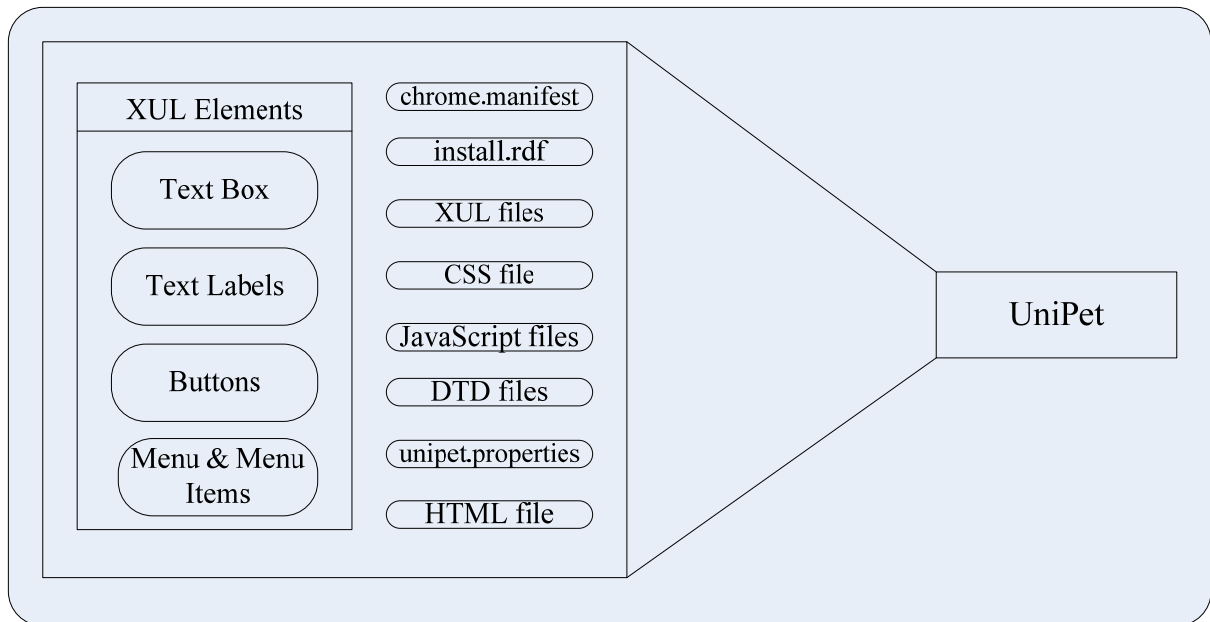 XUL Elements
Text Box
Text Labels
Buttons
Menu & Menu
Items
chrome.manifest
install.rdf
XUL files
CSS file
JavaScript files
DTD files
unipet.properties
HTML file
UniPet